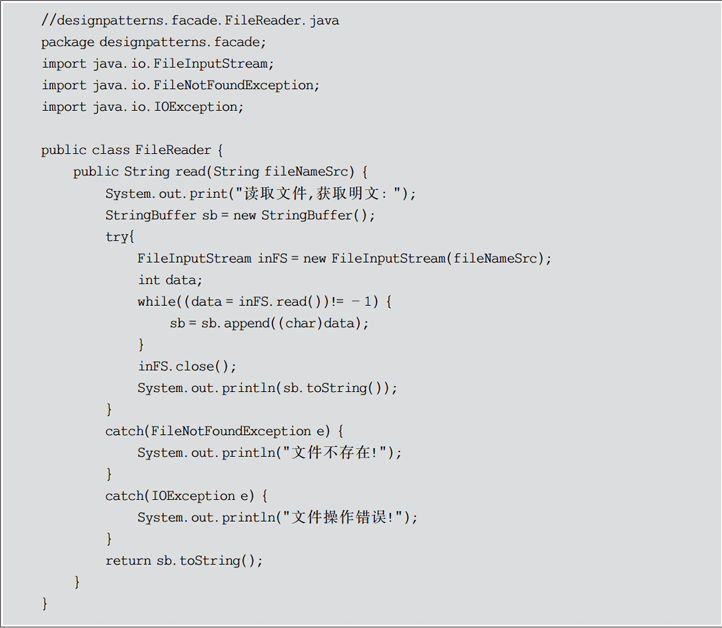 //designpatterns.facade.FileReader.java
package designpatterns.facade;
import java.io.FileInputStream;
import java.io.FileNotFoundException;
import java.io.IOException;

public class FileReader {
    public String read(String fileNameSrc) {
        System.out.print("读取文件,获取明文: ");
        StringBuffer sb = new StringBuffer();
        try{
            FileInputStream inFS = new FileInputStream(fileNameSrc);
            int data;
            while((data = inFS.read())!= -1) {
                sb = sb.append((char)data);
            }
            inFS.close();
            System.out.println(sb.toString());
        }
        catch(FileNotFoundException e) {
            System.out.println("文件不存在!");
        }
        catch(IOException e) {
            System.out.println("文件操作错误!");
        }
        return sb.toString();
    }
}